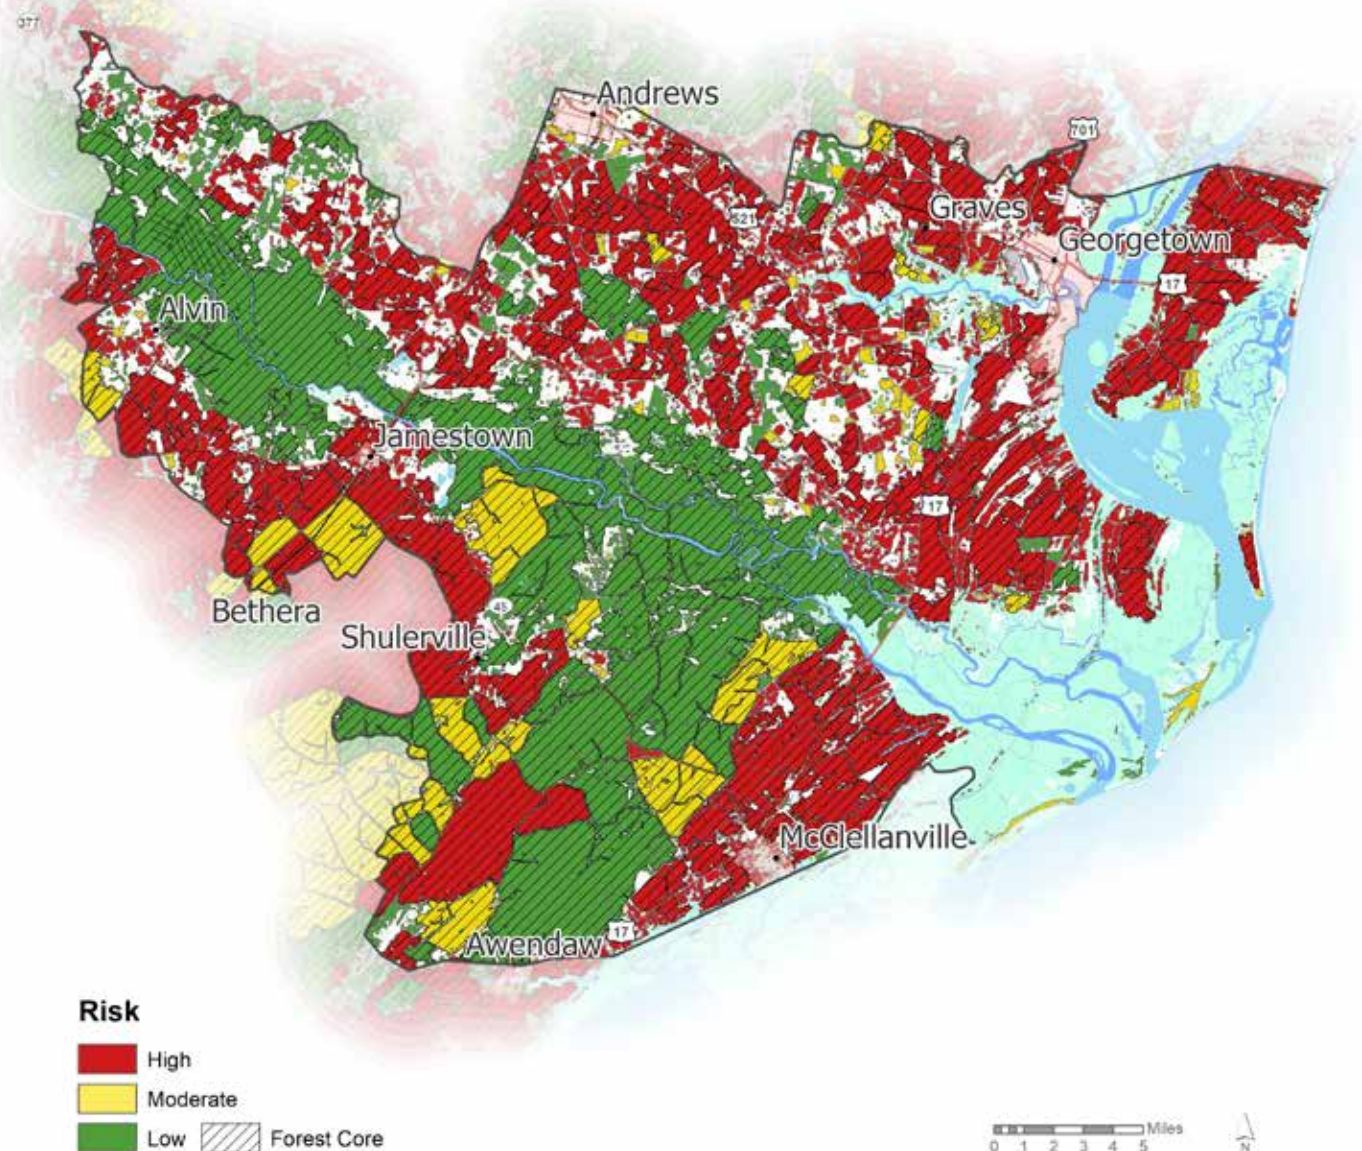 377
Andrews
701
521
Graves
Georgetown
17
Alvin
Jamestown
17
45
Bethera
Shulerville
McClellanville
Awendaw
17
Risk
High
Moderate
Low
Forest Core
Miles
0 1 2 3 4 5
N